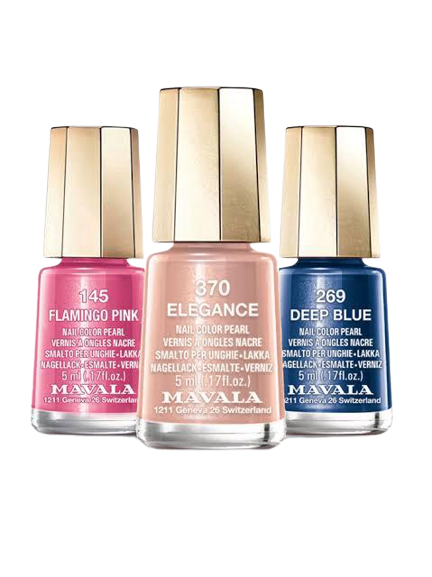 145
FLAMINGO PINK
NAIL COLOR PEARL
VERNIS À ONGLES NACRE
SMALTO PER UNGHIE•LAKKA
NAGELLACK•ESMALTE•VERNIZ
5 ml (.17fl.oz.)
MAVALA
1211 Geneva 26 Switzerland
370
ELEGANCE
NAIL COLOR PEARL
VERNIS À ONGLES NACRE
SMALTO PER UNGHIE•LAKKA
NAGELLACK•ESMALTE•VERNIZ
5 ml (.17fl.oz.)
MAVALA
1211 Geneva 26 Switzerland
269
DEEP BLUE
NAIL COLOR PEARL
VERNIS À ONGLES NACRE
SMALTO PER UNGHIE•LAKKA
NAGELLACK•ESMALTE•VERNIZ
5 ml (.17fl.oz.)
MAVALA
1211 Geneva 26 Switzerland